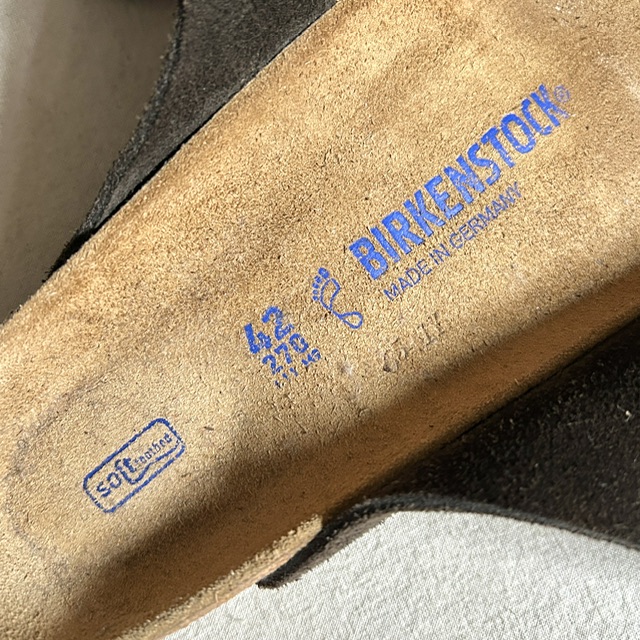 BIRKENSTOCK®
MADE IN GERMANY
42
270
soft footbed